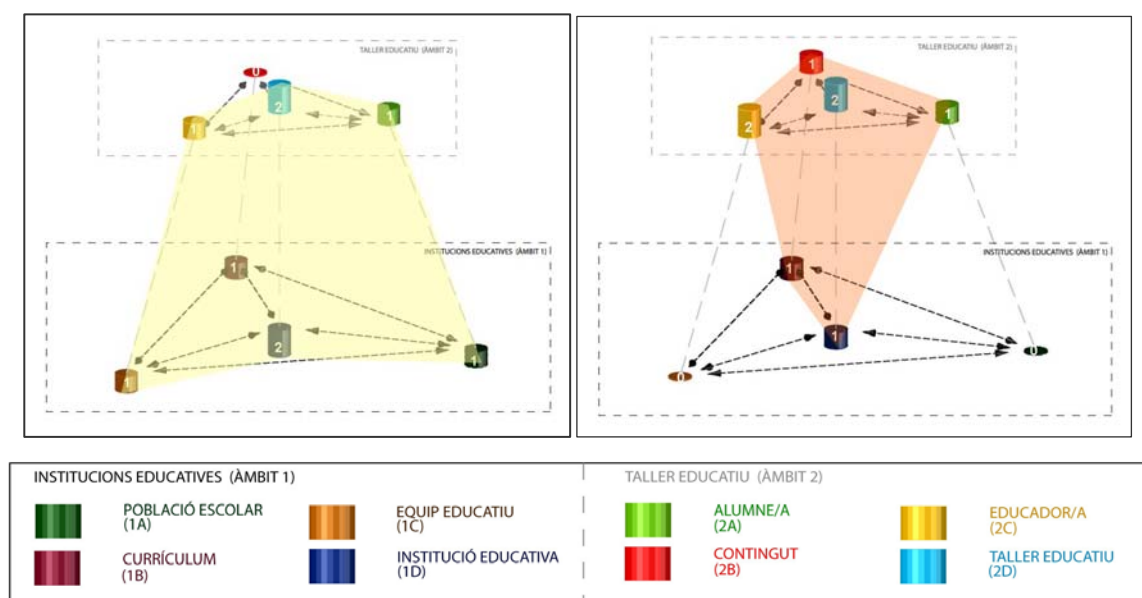 TALLER EDUCATIU (ÀMBIT 2)
0
2
1
1
INSTITUCIONS EDUCATIVES (ÀMBIT 1)
1
2
1
1
TALLER EDUCATIU (ÀMBIT 2)
1
2
1
2
INSTITUCIONS EDUCATIVES (ÀMBIT 1)
1
1
0
0
INSTITUCIONS EDUCATIVES (ÀMBIT 1)
POBLACIÓ ESCOLAR
(1A)
EQUIP EDUCATIU
(1C)
CURRÍCULUM
(1B)
INSTITUCIÓ EDUCATIVA
(1D)
TALLER EDUCATIU (ÀMBIT 2)
ALUMNE/A
(2A)
EDUCADOR/A
(2C)
CONTINGUT
(2B)
TALLER EDUCATIU
(2D)